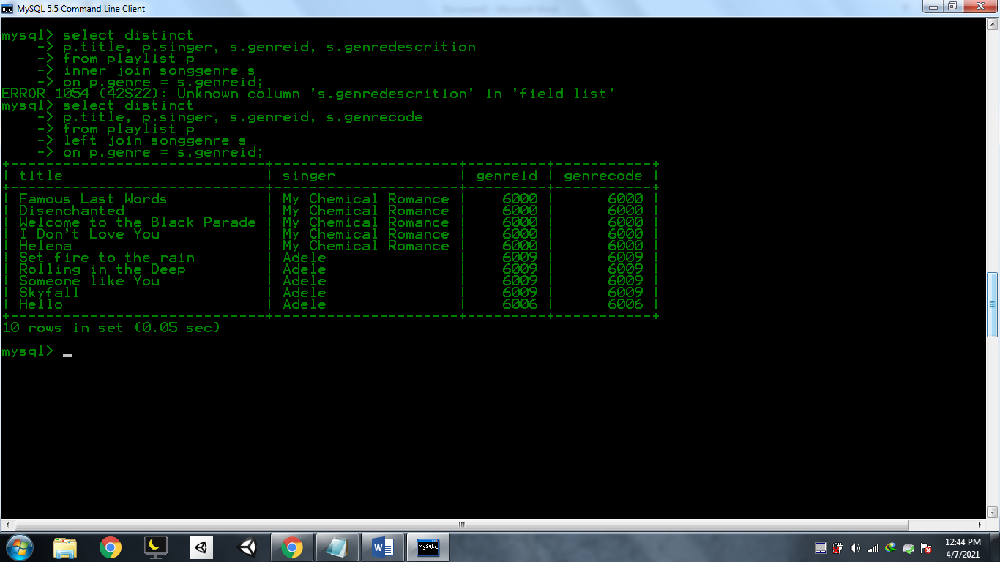 MySQL 5.5 Command Line Client
mysql> select distinct
    -> p.title, p.singer, s.genreid, s.genredescrition
    -> from playlist p
    -> inner join songgenre s
    -> on p.genre = s.genreid;
ERROR 1054 (42S22): Unknown column 's.genredescrition' in 'field list'
mysql> select distinct
    -> p.title, p.singer, s.genreid, s.genrecode
    -> from playlist p
    -> left join songgenre s
    -> on p.genre = s.genreid;
+-----------------------------+---------------------+---------+-----------+
| title                       | singer              | genreid | genrecode |
+-----------------------------+---------------------+---------+-----------+
| Famous Last Words           | My Chemical Romance |    6000 |      6000 |
| Disenchanted                | My Chemical Romance |    6000 |      6000 |
| Welcome to the Black Parade | My Chemical Romance |    6000 |      6000 |
| I Don't Love You            | My Chemical Romance |    6000 |      6000 |
| Helena                      | My Chemical Romance |    6000 |      6000 |
| Set fire to the rain        | Adele               |    6009 |      6009 |
| Rolling in the Deep         | Adele               |    6009 |      6009 |
| Someone like You            | Adele               |    6009 |      6009 |
| Skyfall                     | Adele               |    6009 |      6009 |
| Hello                       | Adele               |    6006 |      6006 |
+-----------------------------+---------------------+---------+-----------+
10 rows in set (0.05 sec)
mysql> _
MySQL
12:44 PM
4/7/2021